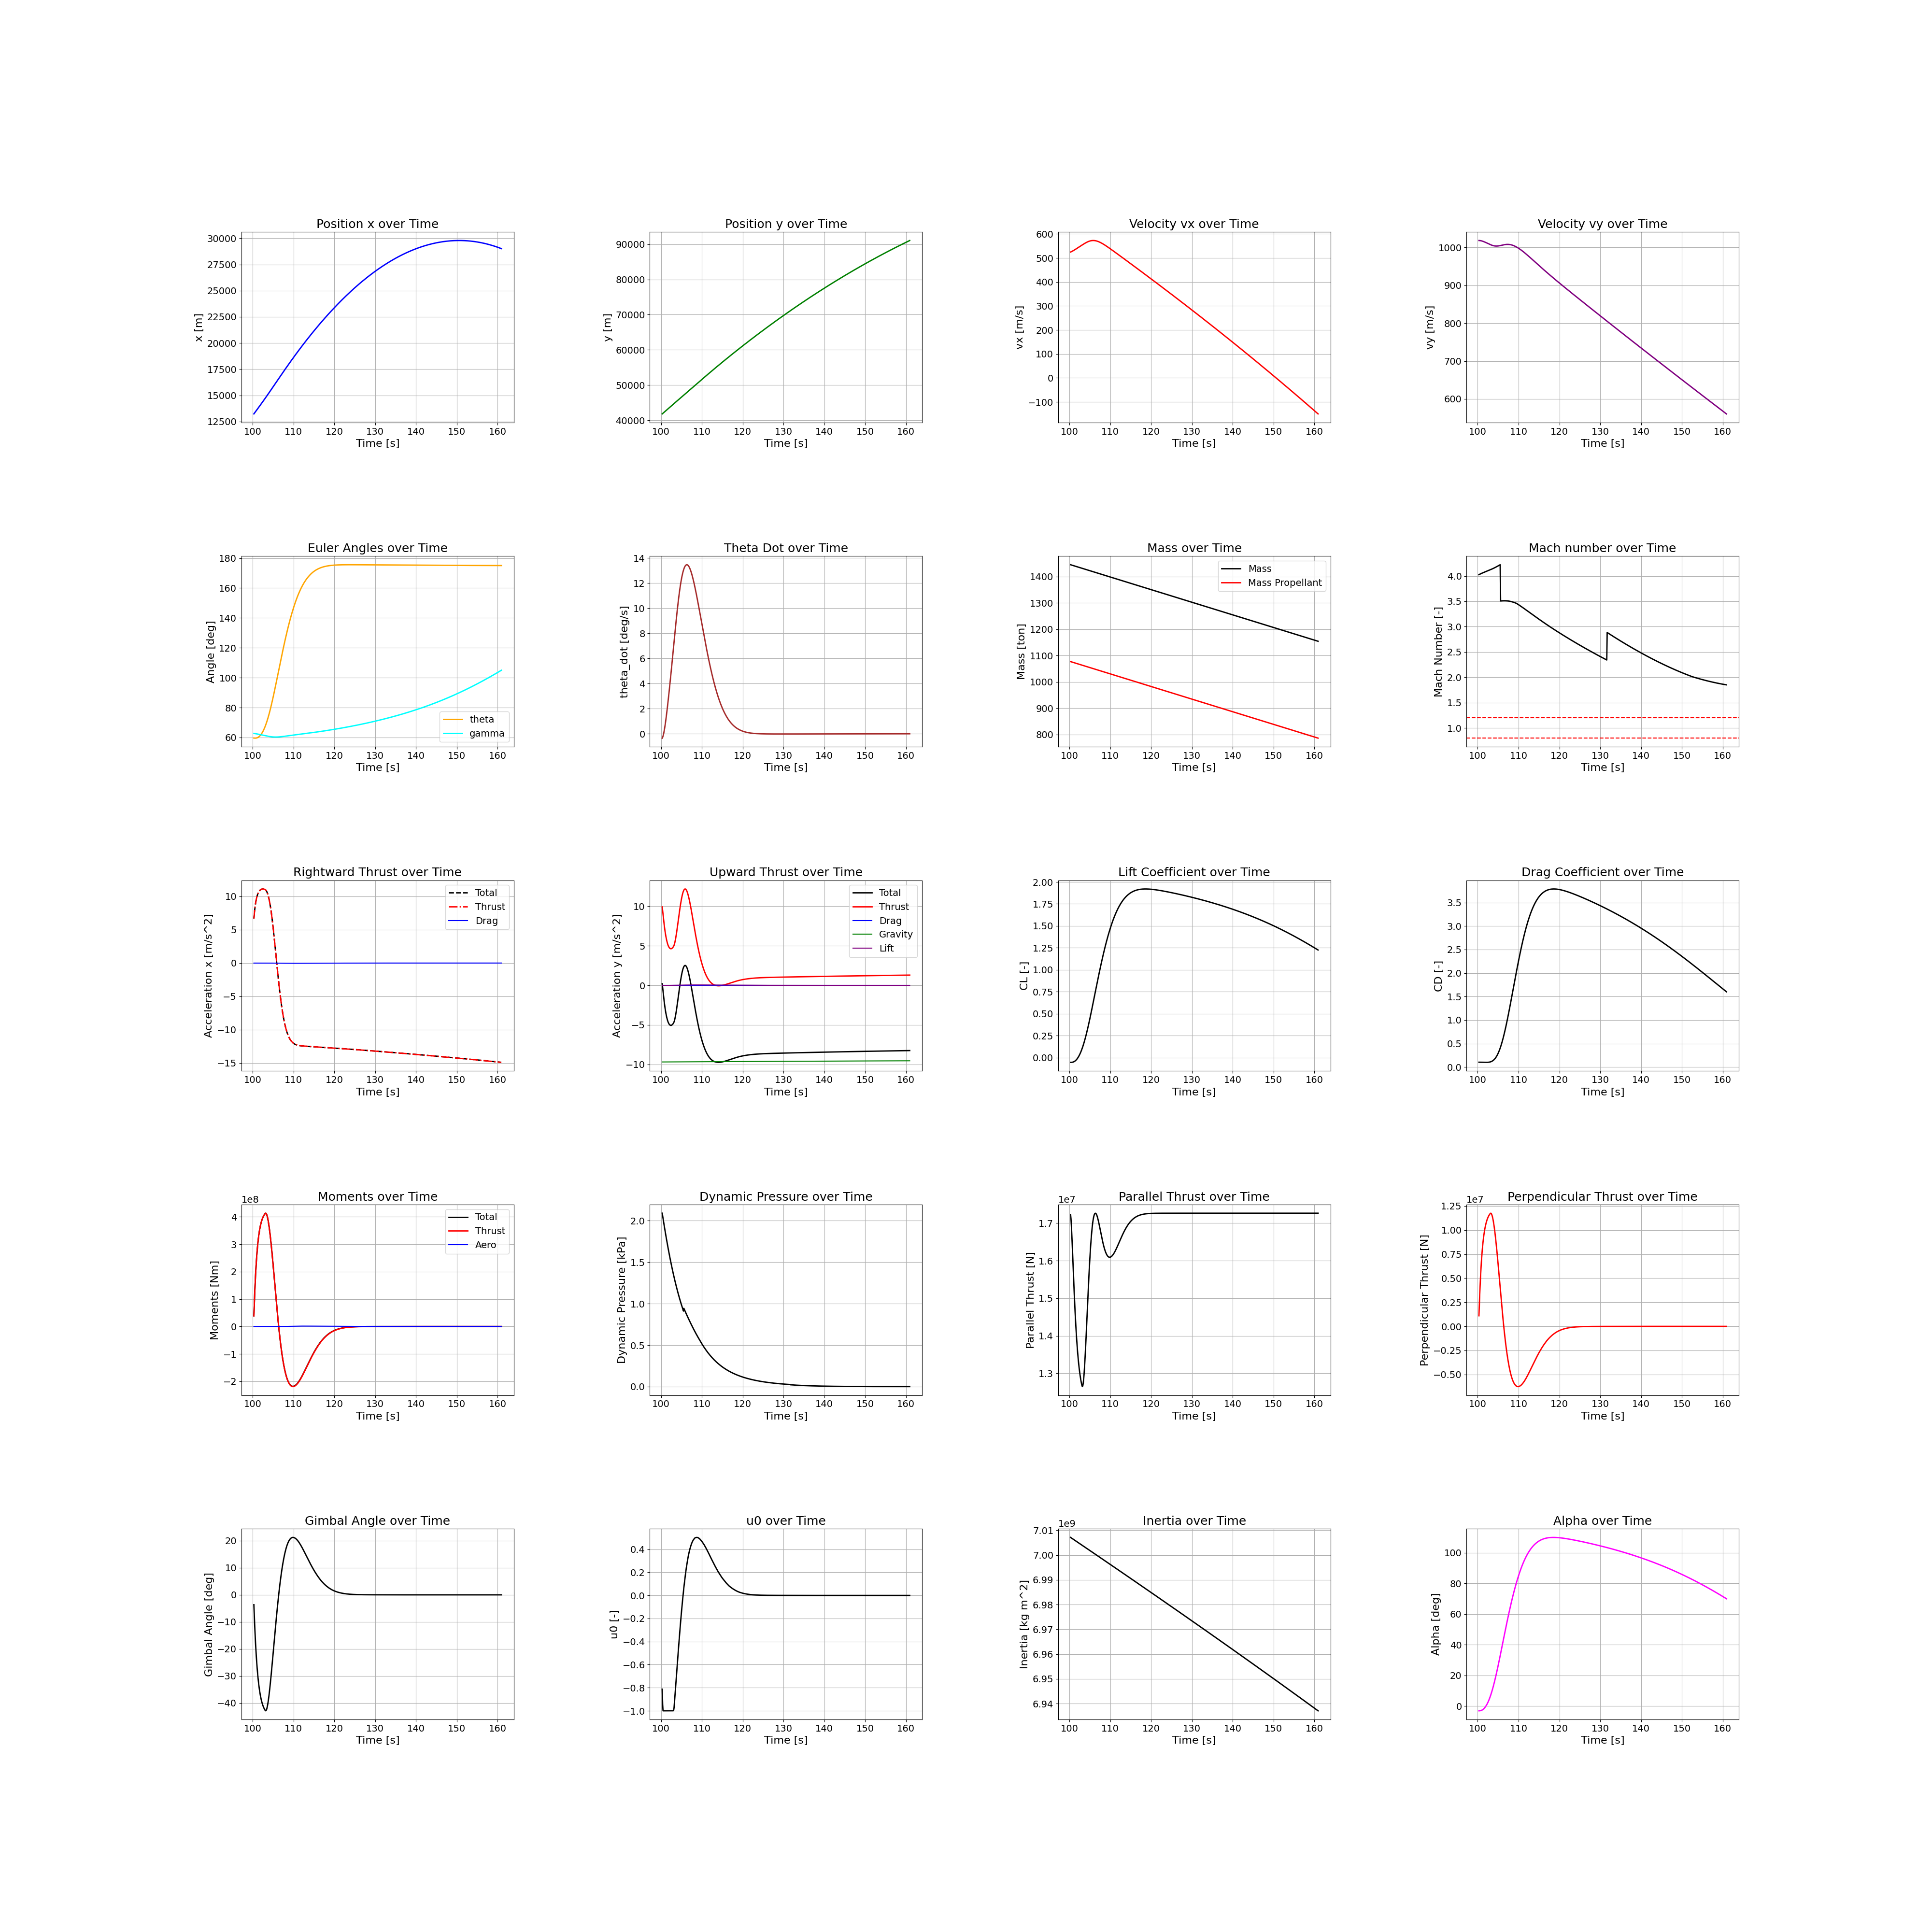 Position x over Time
x [m]
30000
27500
25000
22500
20000
17500
15000
12500
100 110 120 130 140 150 160
Time [s]
Position y over Time
y [m]
90000
80000
70000
60000
50000
40000
100 110 120 130 140 150 160
Time [s]
Velocity vx over Time
vx [m/s]
600
500
400
300
200
100
0
−100
100 110 120 130 140 150 160
Time [s]
Velocity vy over Time
vy [m/s]
1000
900
800
700
600
100 110 120 130 140 150 160
Time [s]
Euler Angles over Time
Angle [deg]
180
160
140
120
100
80
60
theta
gamma
100 110 120 130 140 150 160
Time [s]
Theta Dot over Time
theta_dot [deg/s]
14
12
10
8
6
4
2
0
100 110 120 130 140 150 160
Time [s]
Mass over Time
Mass [ton]
1400
1300
1200
1100
1000
900
800
Mass
Mass Propellant
100 110 120 130 140 150 160
Time [s]
Mach number over Time
Mach Number [-]
4.0
3.5
3.0
2.5
2.0
1.5
1.0
100 110 120 130 140 150 160
Time [s]
Rightward Thrust over Time
Acceleration x [m/s^2]
10
5
0
−5
−10
−15
Total
Thrust
Drag
100 110 120 130 140 150 160
Time [s]
Upward Thrust over Time
Acceleration y [m/s^2]
10
5
0
−5
−10
Total
Thrust
Drag
Gravity
Lift
100 110 120 130 140 150 160
Time [s]
Lift Coefficient over Time
CL [-]
2.00
1.75
1.50
1.25
1.00
0.75
0.50
0.25
0.00
100 110 120 130 140 150 160
Time [s]
Drag Coefficient over Time
CD [-]
3.5
3.0
2.5
2.0
1.5
1.0
0.5
0.0
100 110 120 130 140 150 160
Time [s]
Moments over Time
1e8
Moments [Nm]
4
3
2
1
0
−1
−2
Total
Thrust
Aero
100 110 120 130 140 150 160
Time [s]
Dynamic Pressure over Time
Dynamic Pressure [kPa]
2.0
1.5
1.0
0.5
0.0
100 110 120 130 140 150 160
Time [s]
Parallel Thrust over Time
1e7
Parallel Thrust [N]
1.7
1.6
1.5
1.4
1.3
100 110 120 130 140 150 160
Time [s]
Perpendicular Thrust over Time
1e7
Perpendicular Thrust [N]
1.25
1.00
0.75
0.50
0.25
0.00
−0.25
−0.50
100 110 120 130 140 150 160
Time [s]
Gimbal Angle over Time
Gimbal Angle [deg]
20
10
0
−10
−20
−30
−40
100 110 120 130 140 150 160
Time [s]
u0 over Time
u0 [-]
0.4
0.2
0.0
−0.2
−0.4
−0.6
−0.8
−1.0
100 110 120 130 140 150 160
Time [s]
Inertia over Time
1e9
Inertia [kg m^2]
7.01
7.00
6.99
6.98
6.97
6.96
6.95
6.94
100 110 120 130 140 150 160
Time [s]
Alpha over Time
Alpha [deg]
100
80
60
40
20
0
100 110 120 130 140 150 160
Time [s]